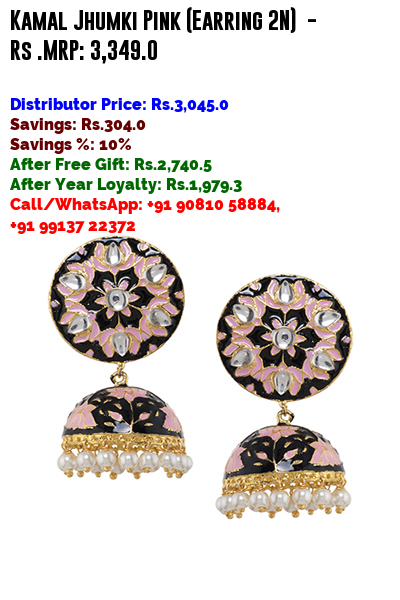 Kamal Jhumki Pink (Earring 2N) –
Rs .MRP: 3,349.0
Distributor Price: Rs.3,045.0
Savings: Rs.304.0
Savings %: 10%
After Free Gift: Rs.2,740.5
After Year Loyalty: Rs.1,979.3
Call/WhatsApp: +91 90810 58884,
+91 99137 22372